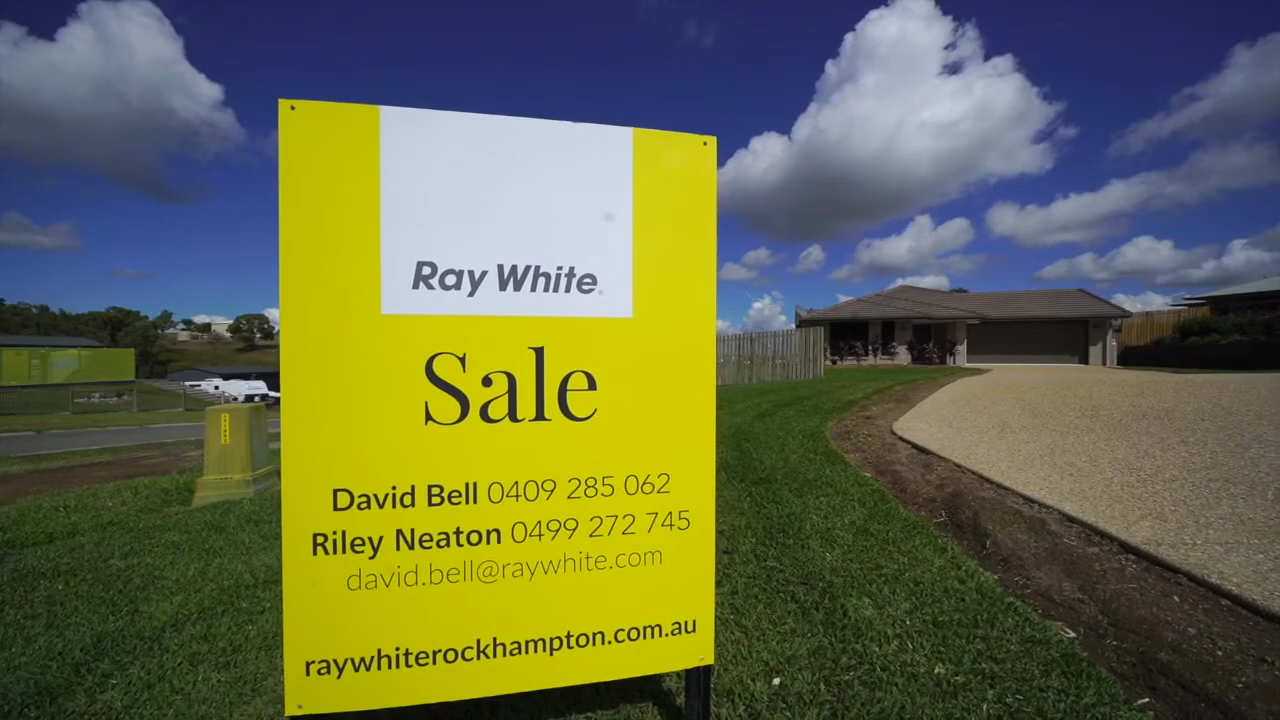 Ray White
Sale
David Bell 0409 285 062
Riley Neaton 0499 272 745
david.bell@raywhite.com
raywhiterockhampton.com.au